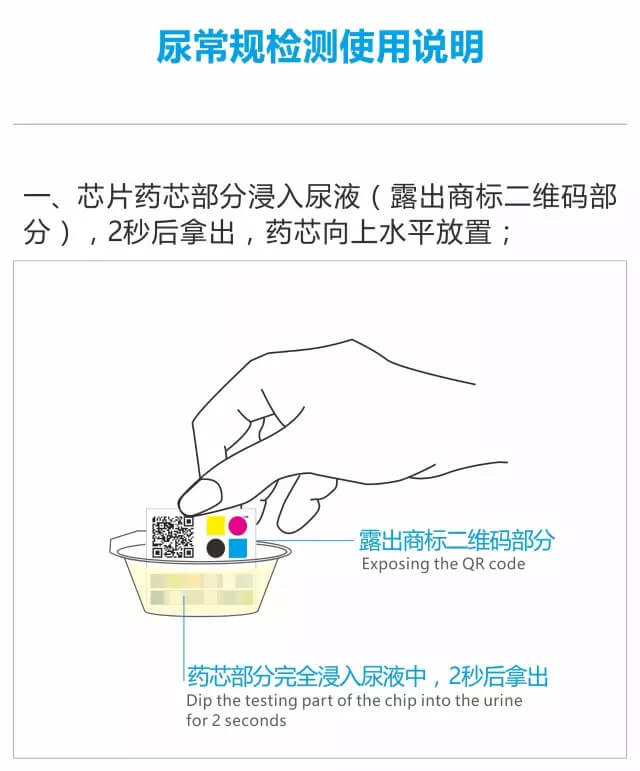 尿常规检测使用说明
一、芯片药芯部分浸入尿液（露出商标二维码部
分），2秒后拿出，药芯向上水平放置；
露出商标二维码部分
Exposing the QR code
药芯部分完全浸入尿液中，2秒后拿出
Dip the testing part of the chip into the urine
for 2 seconds